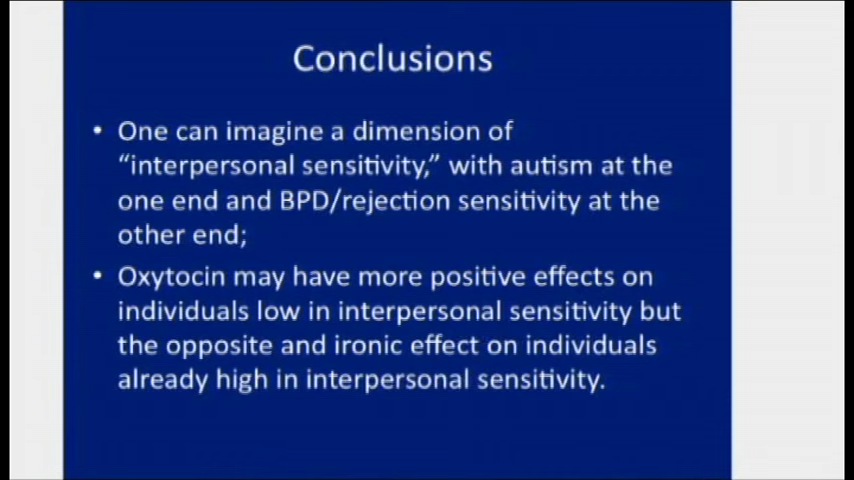 Conclusions
• One can imagine a dimension of
“interpersonal sensitivity,” with autism at the
one end and BPD/rejection sensitivity at the
other end;
• Oxytocin may have more positive effects on
individuals low in interpersonal sensitivity but
the opposite and ironic effect on individuals
already high in interpersonal sensitivity.